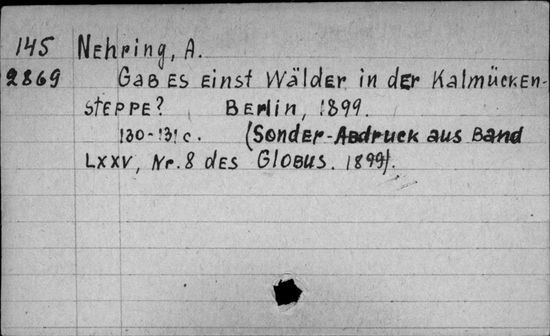 145 Nehring, A.
2869 Gab es einst Wälder in der Kalmücken-
steppe? Berlin, 1899.
130-131 c. (Sonder-Abdruck aus Band
LXXV, Nr. 8 des Globus. 1899).